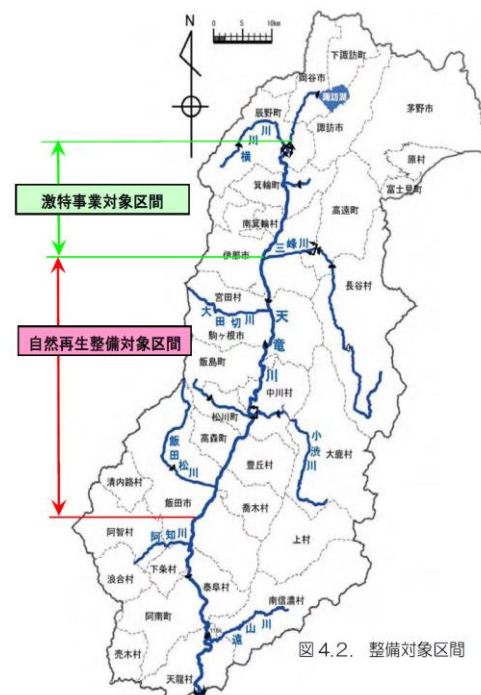 N
0 10km
下諏訪町
岡谷市
諏訪湖
辰野町
横川川
諏訪市
茅野市
原村
富士見町
箕輪町
激特事業対象区間
高遠町
南箕輪村
三峰川
伊那市
長谷村
宮田村
大田切川
天竜川
自然再生整備対象区間
駒ヶ根市
飯島町
中川村
松川町
小渋川
高森町
大鹿村
飯田松川
豊丘村
清内路村
飯田市
喬木村
阿智村
上村
阿知川
浪合村
下条村
泰阜村
南信濃村
阿南町
遠山川
売木村
天龍村
図 4.2. 整備対象区間